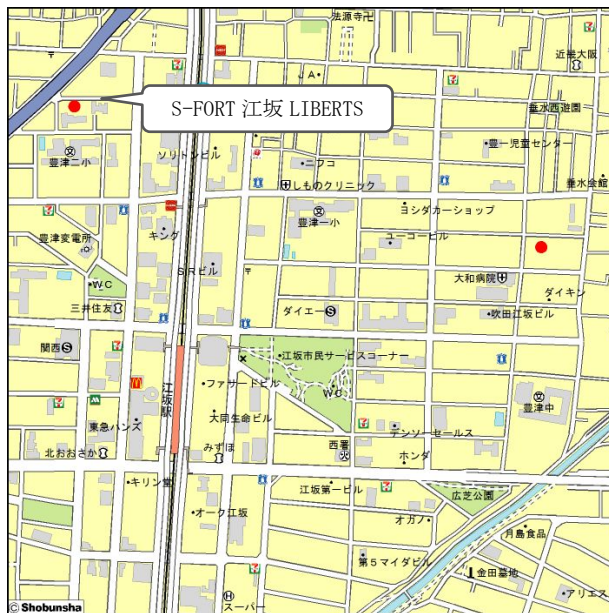 法源寺卍
近畿大阪
JA
S-FORT 江坂 LIBERTS
垂水西遊園
豊一児童センター
ソリトンビル
ニフコ
豊津二小
しものクリニック
垂水会館
ヨシダカーショップ
豊津一小
キング
ユーコービル
豊津変電所
SRビル
大和病院
WC
ダイキン
三井住友
ダイエー
吹田江坂ビル
関西
江坂市民サービスコーナー
江坂駅
ファサードビル
WC
豊津中
大同生命ビル
東急ハンズ
デンソーセールス
みずほ
西署
北おおさか
ホンダ
キリン堂
江坂第一ビル
広芝公園
オーク江坂
オガノ
月島食品
第5マイダビル
金田墓地
アリエス
スーパー
© Shobunsha